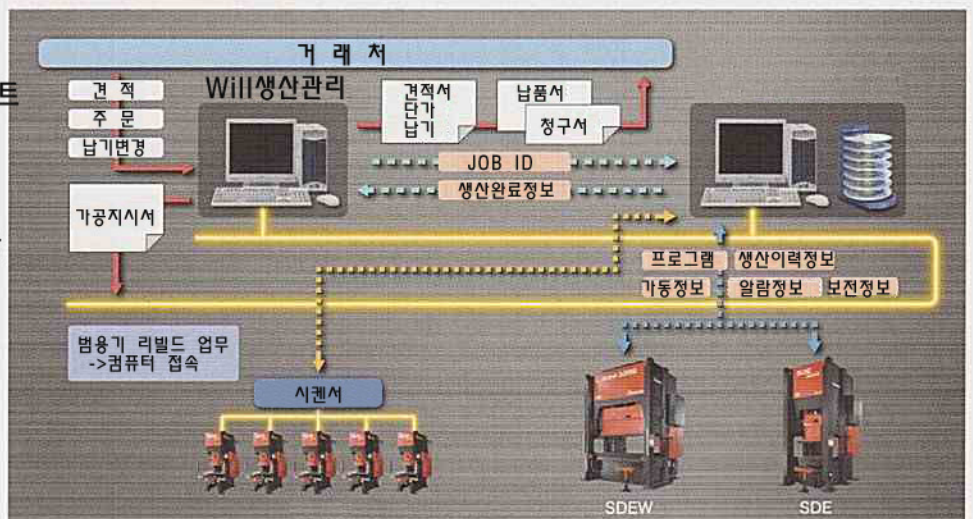 거 래 처
트
견 적
주 문
납기변경
Will생산관리
견적서
단가
납기
납품서
청구서
JOB ID
생산완료정보
가공지시서
프로그램
생산이력정보
가동정보
알람정보
보전정보
범용기 리빌드 업무
->컴퓨터 접속
시켄서
SDEW
SDE